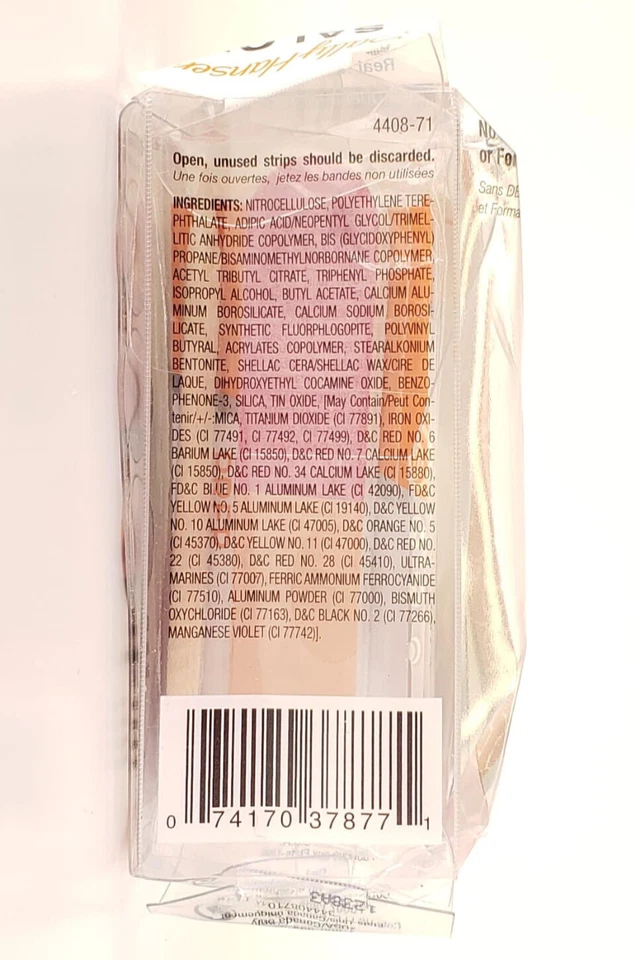 Sally Hansen
4408-71
Open, unused strips should be discarded.
Une fois ouvertes, jetez les bandes non utilisées
INGREDIENTS: NITROCELLULOSE, POLYETHYLENE TERE-
PHTHALATE, ADIPIC ACID/NEOPENTYL GLYCOL/TRIMEL-
LITIC ANHYDRIDE COPOLYMER, BIS (GLYCIDOXYPHENYL)
PROPANE/BISAMINOMETHYLNORBORNANE COPOLYMER,
ACETYL TRIBUTYL CITRATE, TRIPHENYL PHOSPHATE,
ISOPROPYL ALCOHOL, BUTYL ACETATE, CALCIUM ALU-
MINUM BOROSILICATE, CALCIUM SODIUM BOROSI-
LICATE, SYNTHETIC FLUORPHLOGOPITE, POLYVINYL
BUTYRAL, ACRYLATES COPOLYMER, STEARALKONIUM
BENTONITE, SHELLAC CERA/SHELLAC WAX/CIRE DE
LAQUE, DIHYDROXYETHYL COCAMINE OXIDE, BENZO-
PHENONE-3, SILICA, TIN OXIDE, [May Contain/Peut Con-
tenir/+/-:MICA, TITANIUM DIOXIDE (CI 77891), IRON OXI-
DES (CI 77491, CI 77492, CI 77499), D&C RED NO. 6
BARIUM LAKE (CI 15850), D&C RED NO. 7 CALCIUM LAKE
(CI 15850), D&C RED NO. 34 CALCIUM LAKE (CI 15880),
FD&C BLUE NO. 1 ALUMINUM LAKE (CI 42090), FD&C
YELLOW NO. 5 ALUMINUM LAKE (CI 19140), D&C YELLOW
NO. 10 ALUMINUM LAKE (CI 47005), D&C ORANGE NO. 5
(CI 45370), D&C YELLOW NO. 11 (CI 47000), D&C RED NO.
22 (CI 45380), D&C RED NO. 28 (CI 45410), ULTRA-
MARINES (CI 77007), FERRIC AMMONIUM FERROCYANIDE
(CI 77510), ALUMINUM POWDER (CI 77000), BISMUTH
OXYCHLORIDE (CI 77163), D&C BLACK NO. 2 (CI 77266),
MANGANESE VIOLET (CI 77742)].
or
Sans
et
0 74170 37877 1